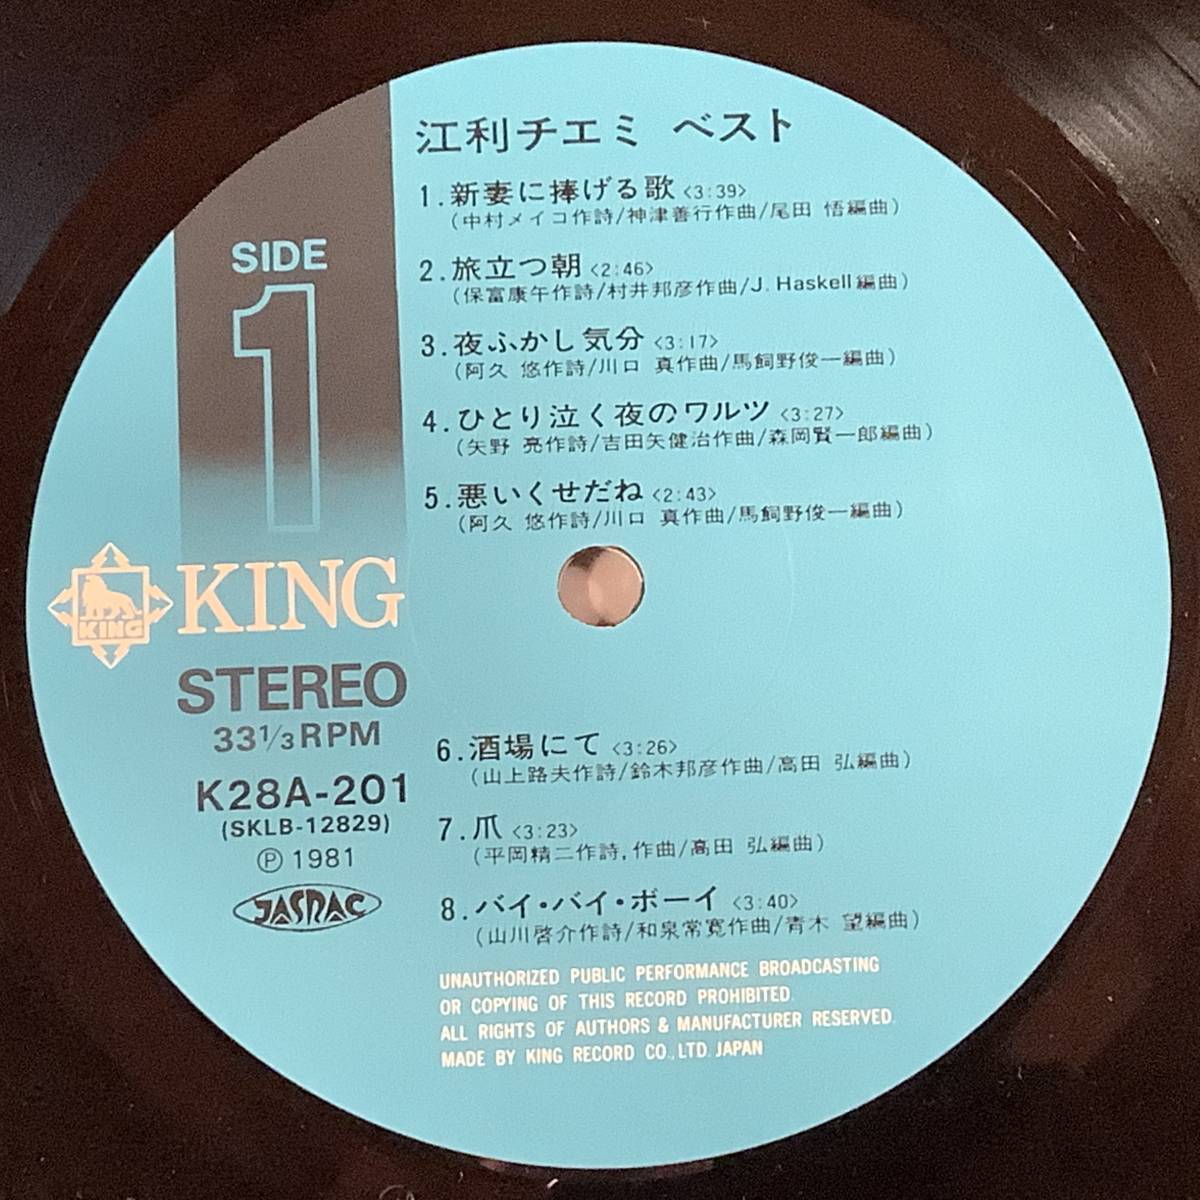 江利チエミ ベスト
1.新妻に捧げる歌 <3:39>
(中村メイコ作詩/神津善行作曲/尾田 悟編曲)
2.旅立つ朝 <2:46>
(保富康午作詩/村井邦彦作曲/J. Haskell編曲)
3.夜ふかし気分 <3:17>
(阿久 悠作詩/川口 真作曲/馬飼野俊一編曲)
4.ひとり泣く夜のワルツ <3:27>
(矢野 亮作詩/吉田矢健治作曲/森岡賢一郎編曲)
5.悪いくせだね <2:43>
(阿久 悠作詩/川口 真作曲/馬飼野俊一編曲)
SIDE
1
KING
KING
STEREO
33 1/3 RPM
K28A-201
(SKLB-12829)
Ⓟ 1981
JASRAC
6.酒場にて <3:26>
(山上路夫作詩/鈴木邦彦作曲/高田 弘編曲)
7.爪 <3:23>
(平岡精二作詩,作曲/高田 弘編曲)
8.バイ・バイ・ボーイ <3:40>
(山川啓介作詩/和泉常寛作曲/青木 望編曲)
UNAUTHORIZED PUBLIC PERFORMANCE BROADCASTING
OR COPYING OF THIS RECORD PROHIBITED.
ALL RIGHTS OF AUTHORS & MANUFACTURER RESERVED.
MADE BY KING RECORD CO., LTD. JAPAN